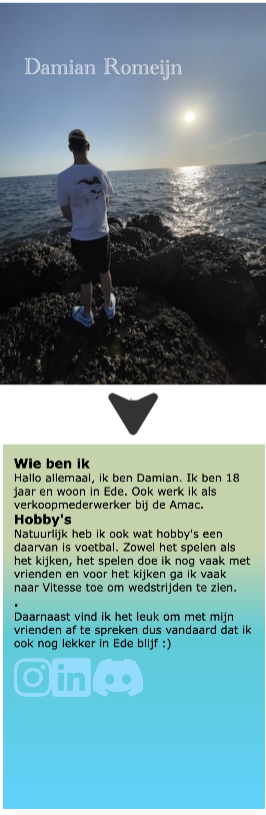 Damian Romeijn
Wie ben ik
Hallo allemaal, ik ben Damian. Ik ben 18
jaar en woon in Ede. Ook werk ik als
verkoopmederwerker bij de Amac.
Hobby's
Natuurlijk heb ik ook wat hobby's een
daarvan is voetbal. Zowel het spelen als
het kijken, het spelen doe ik nog vaak met
vrienden en voor het kijken ga ik vaak
naar Vitesse toe om wedstrijden te zien.
.
Daarnaast vind ik het leuk om met mijn
vrienden af te spreken dus vandaard dat ik
ook nog lekker in Ede blijf :)
in